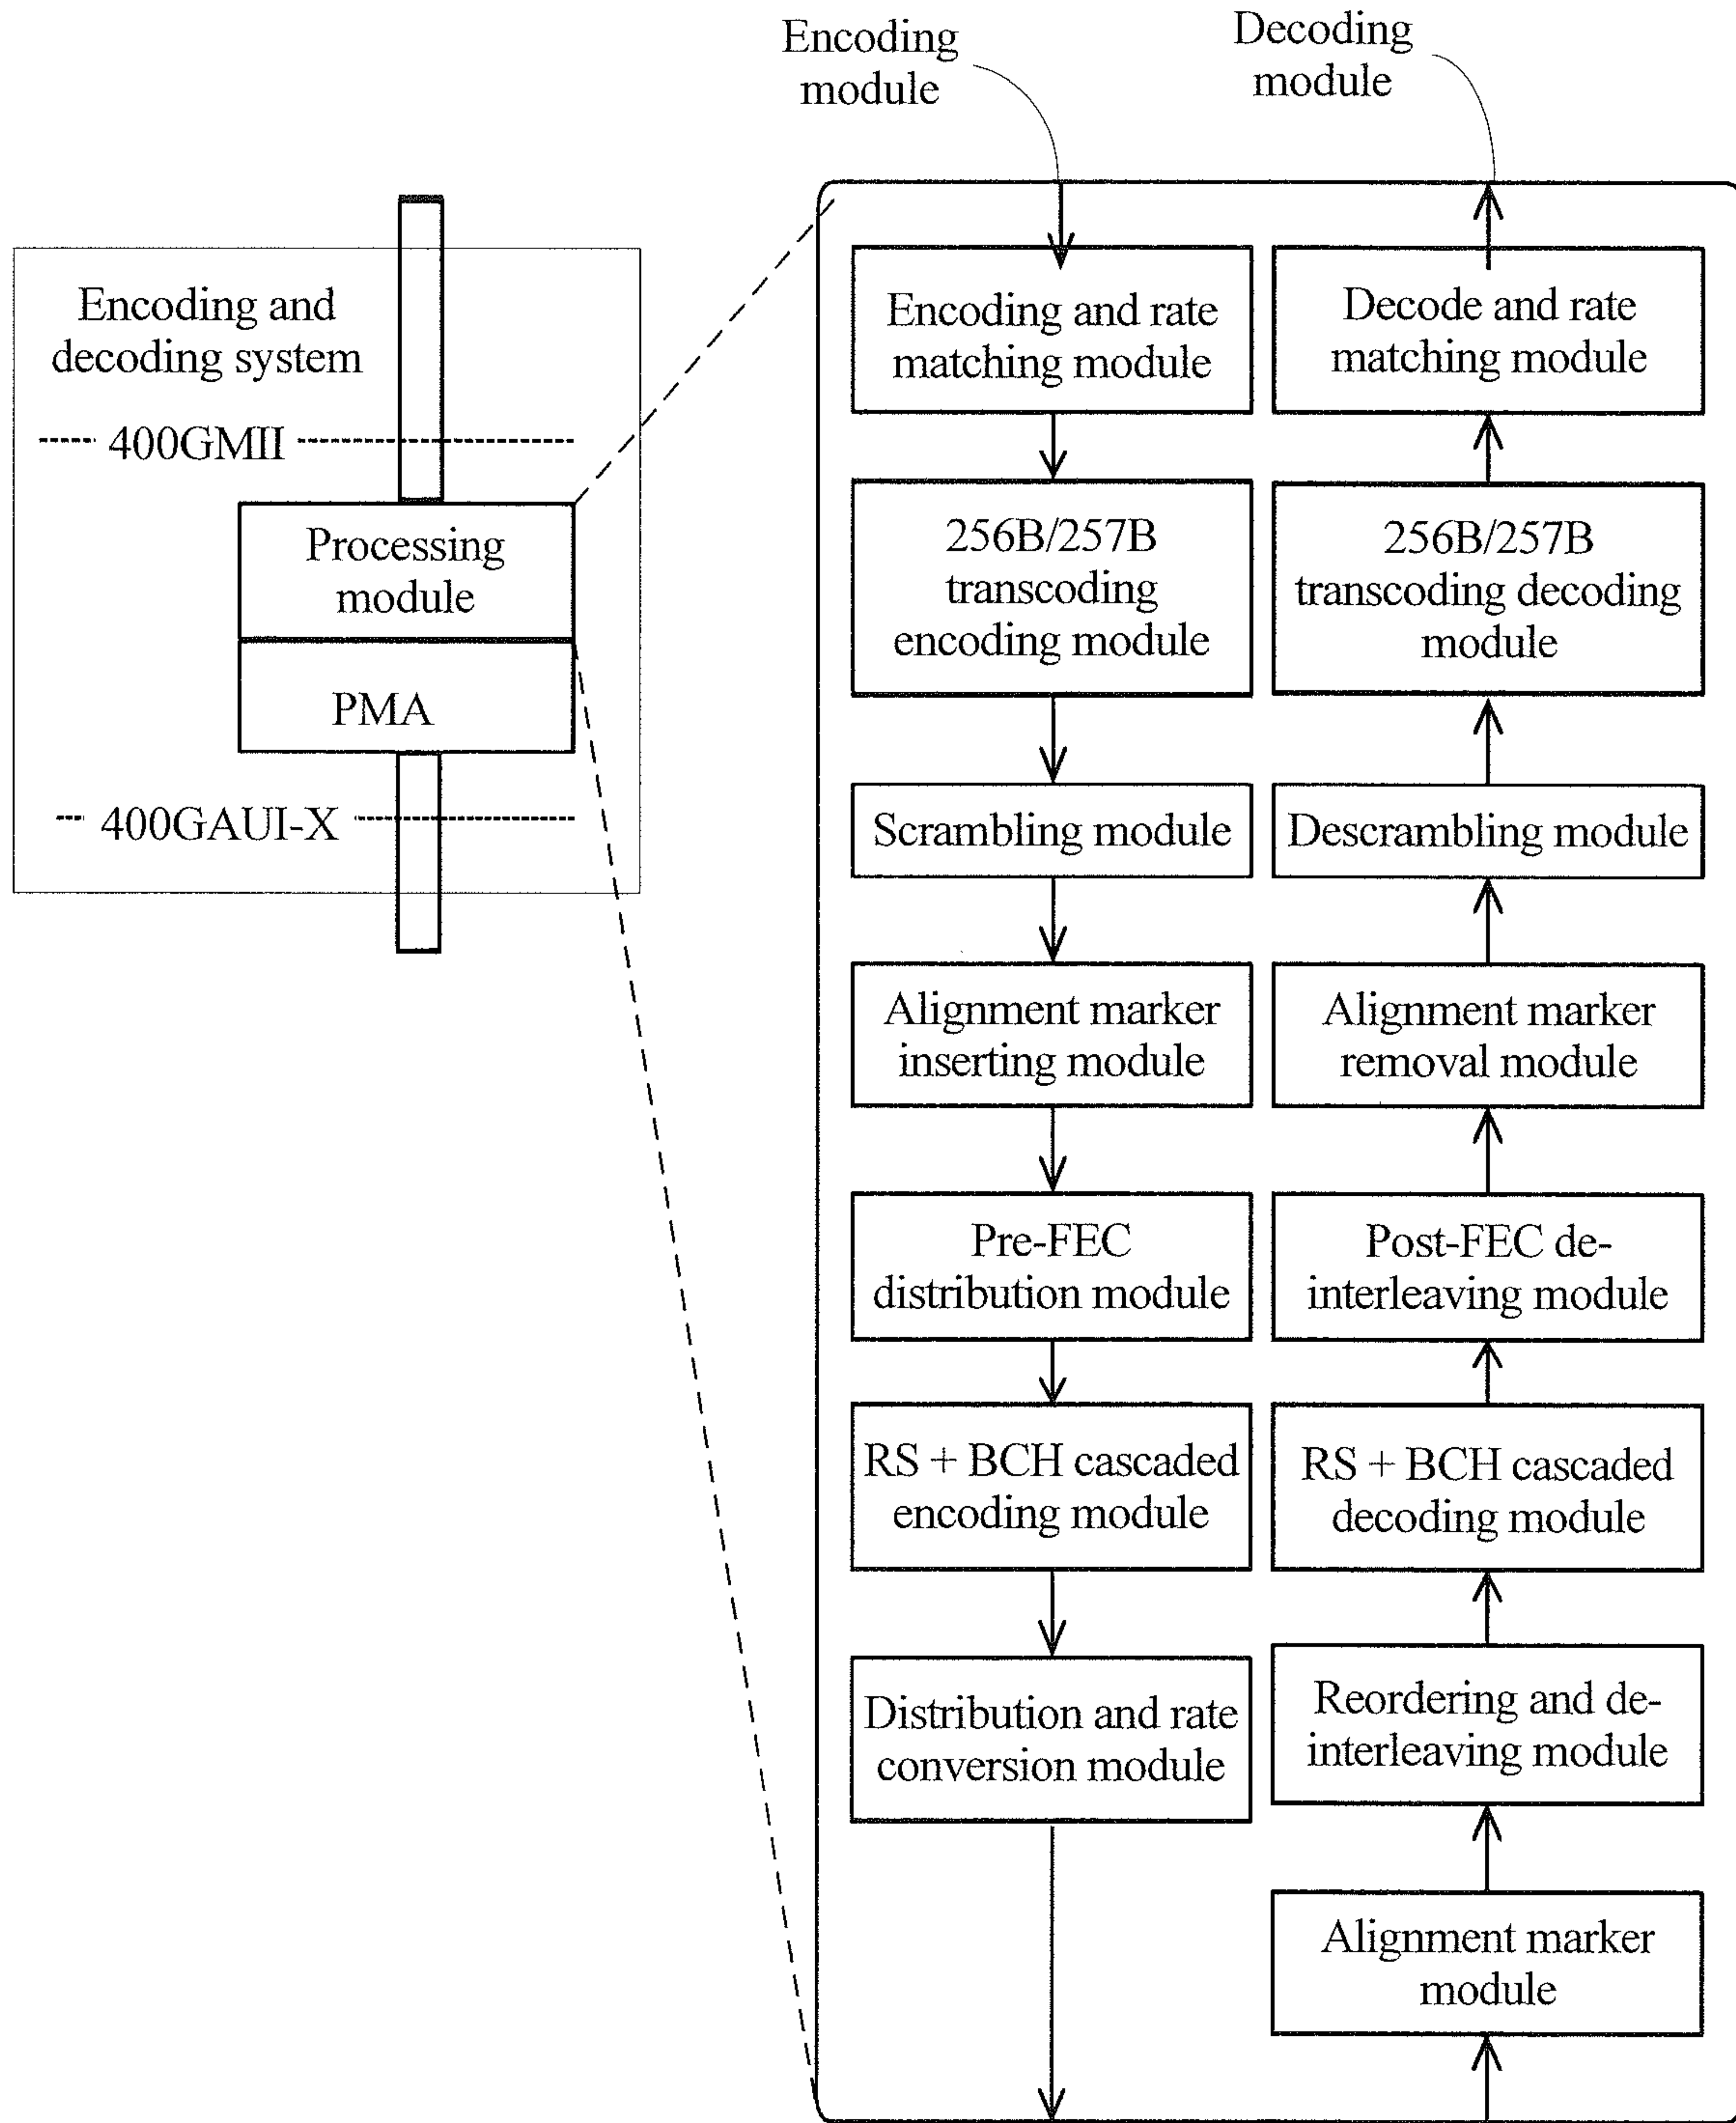 Encoding
module
Decoding
module
Encoding and
decoding system
400GMII
Processing
module
PMA
400GAUI-X
Encoding and rate
matching module
256B/257B
transcoding
encoding module
Scrambling module
Alignment marker
inserting module
Pre-FEC
distribution module
RS + BCH cascaded
encoding module
Distribution and rate
conversion module
Decode and rate
matching module
256B/257B
transcoding decoding
module
Descrambling module
Alignment marker
removal module
Post-FEC de-
interleaving module
RS + BCH cascaded
decoding module
Reordering and de-
interleaving module
Alignment marker
module